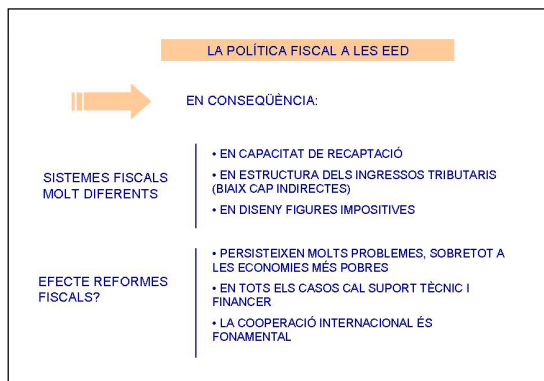 LA POLÍTICA FISCAL A LES EED
EN CONSEQÜÈNCIA:
SISTEMES FISCALS
MOLT DIFERENTS
• EN CAPACITAT DE RECAPTACIÓ
• EN ESTRUCTURA DELS INGRESSOS TRIBUTARIS
(BIAIX CAP INDIRECTES)
• EN DISENY FIGURES IMPOSITIVES
EFECTE REFORMES
FISCALS?
• PERSISTEIXEN MOLTS PROBLEMES, SOBRETOT A
LES ECONOMIES MÉS POBRES
• EN TOTS ELS CASOS CAL SUPORT TÈCNIC I
FINANCER
• LA COOPERACIÓ INTERNACIONAL ÉS
FONAMENTAL